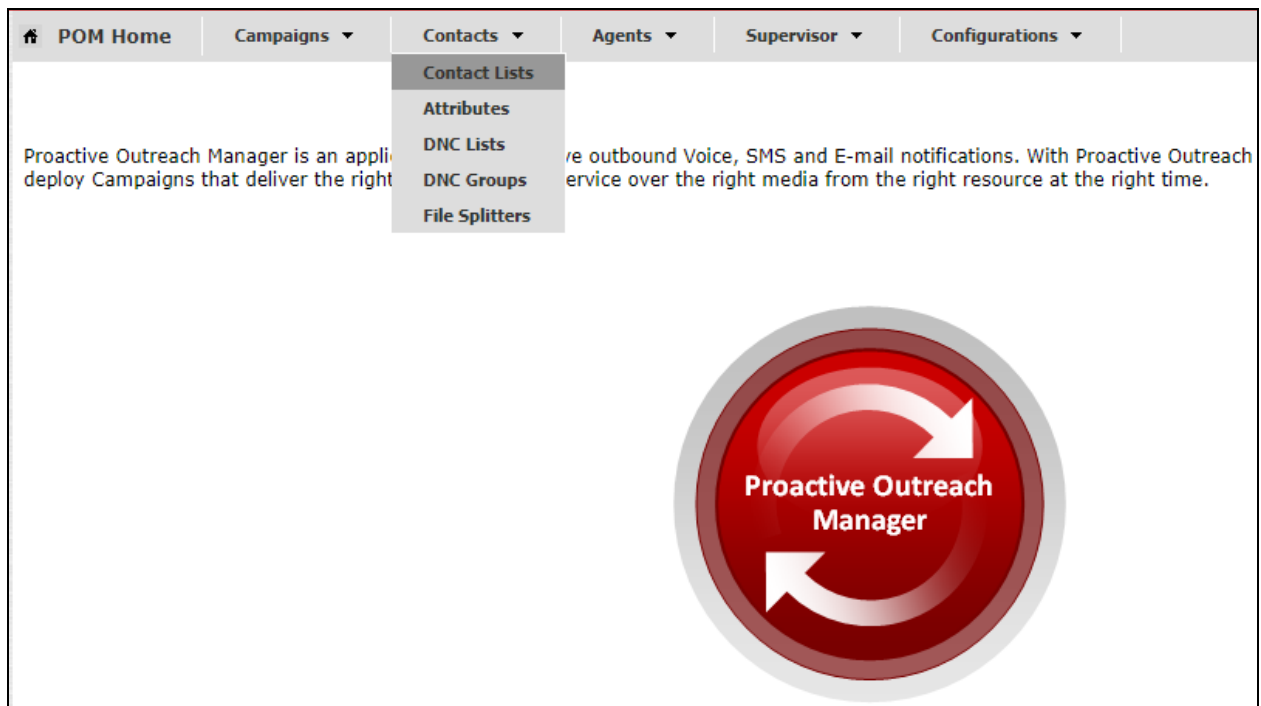 POM Home Campaigns Contacts Agents Supervisor Configurations
Contact Lists
Attributes
DNC Lists
DNC Groups
File Splitters
Proactive Outreach Manager is an appli ve outbound Voice, SMS and E-mail notifications. With Proactive Outreach
deploy Campaigns that deliver the right ervice over the right media from the right resource at the right time.
Proactive Outreach
Manager